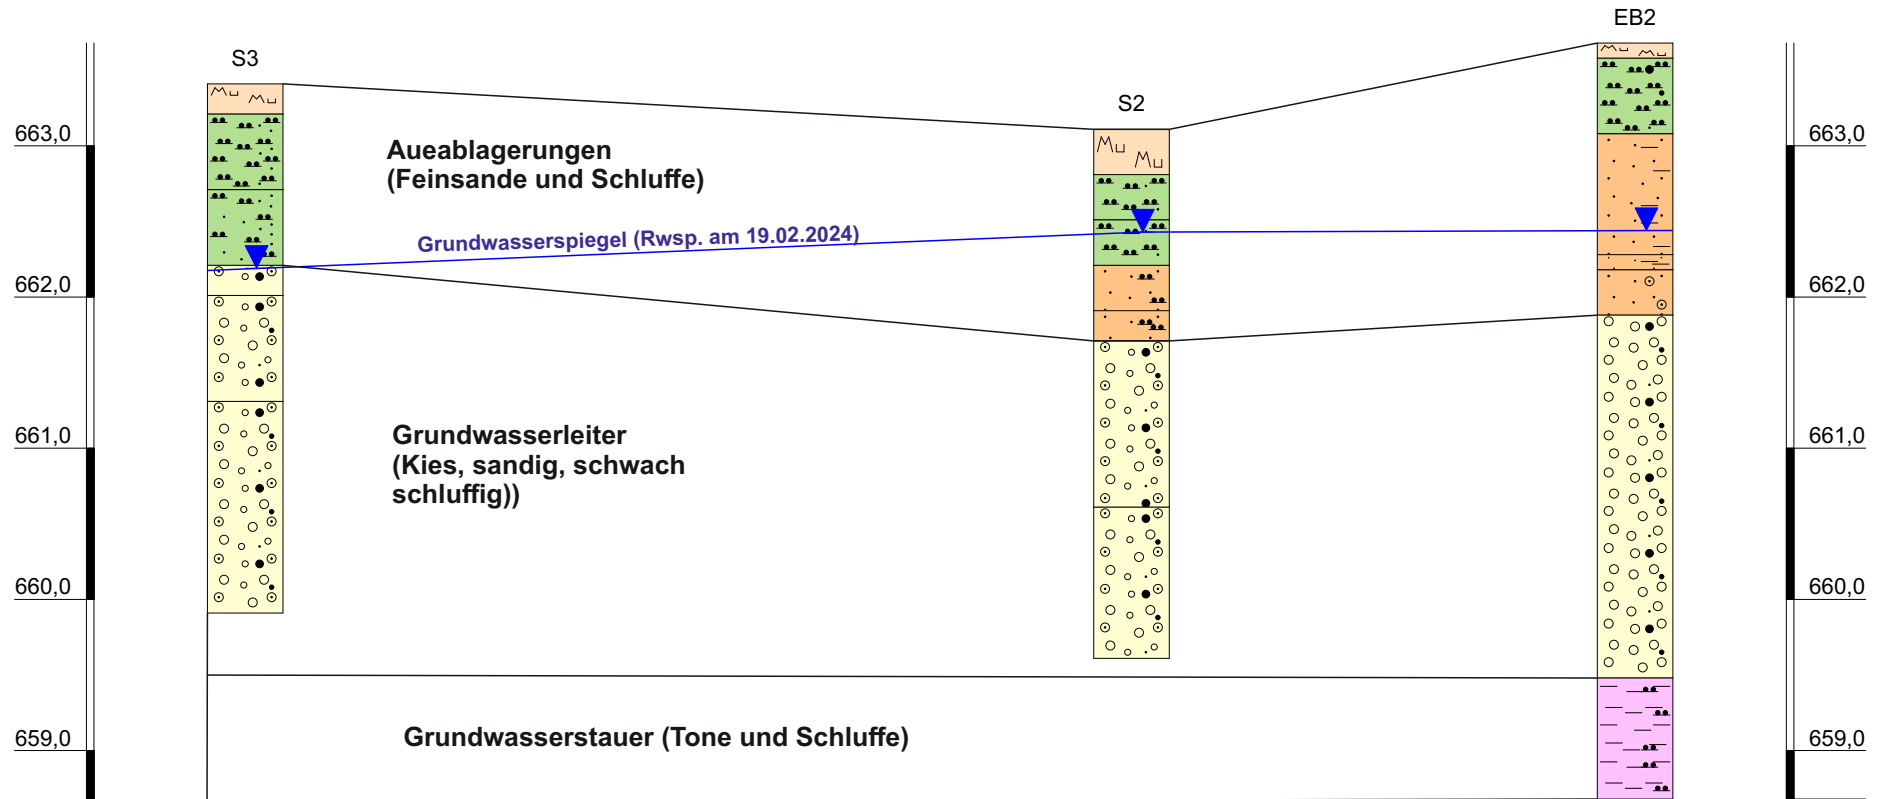 EB2
S3
S2
663,0
663,0
Aueablagerungen
(Feinsande und Schluffe)
Grundwasserspiegel (Rwsp. am 19.02.2024)
662,0
662,0
Grundwasserleiter
(Kies, sandig, schwach
schluffig))
661,0
661,0
660,0
660,0
Grundwasserstauer (Tone und Schluffe)
659,0
659,0